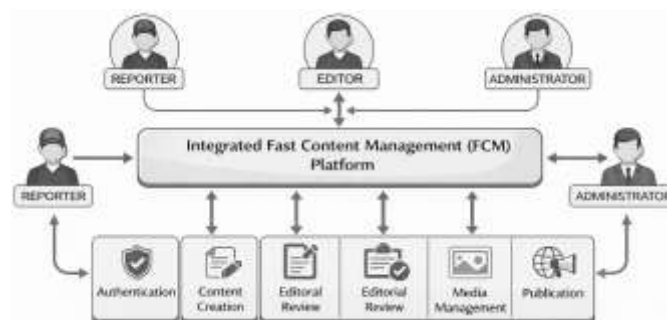 REPORTER
EDITOR
ADMINISTRATOR
Integrated Fast Content Management (FCM)
Platform
REPORTER
ADMINISTRATOR
Authentication
Content
Creation
Editoral
Review
Editorial
Review
Media
Management
Publication